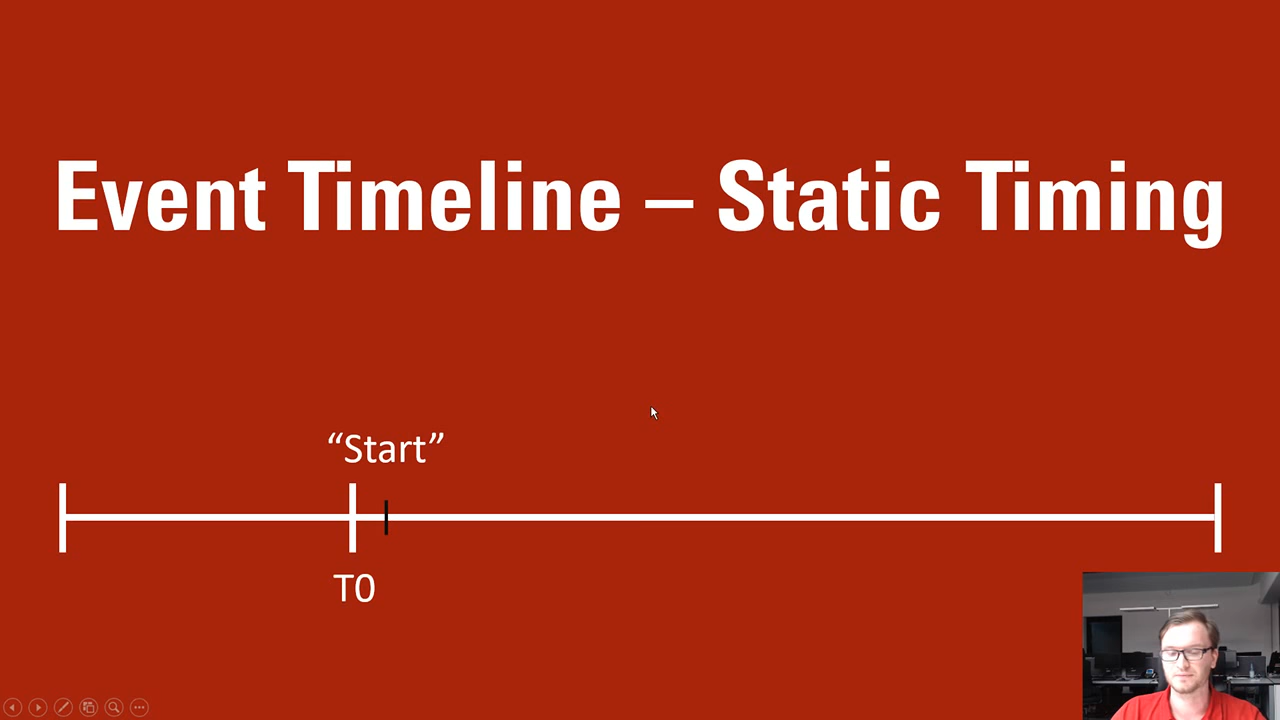 Event Timeline – Static Timing
“Start”
T0